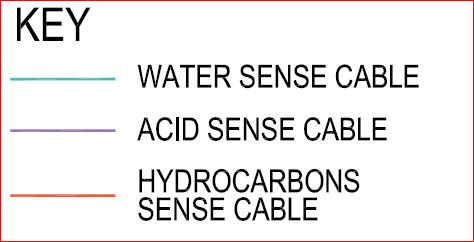 KEY
WATER SENSE CABLE
ACID SENSE CABLE
HYDROCARBONS
SENSE CABLE